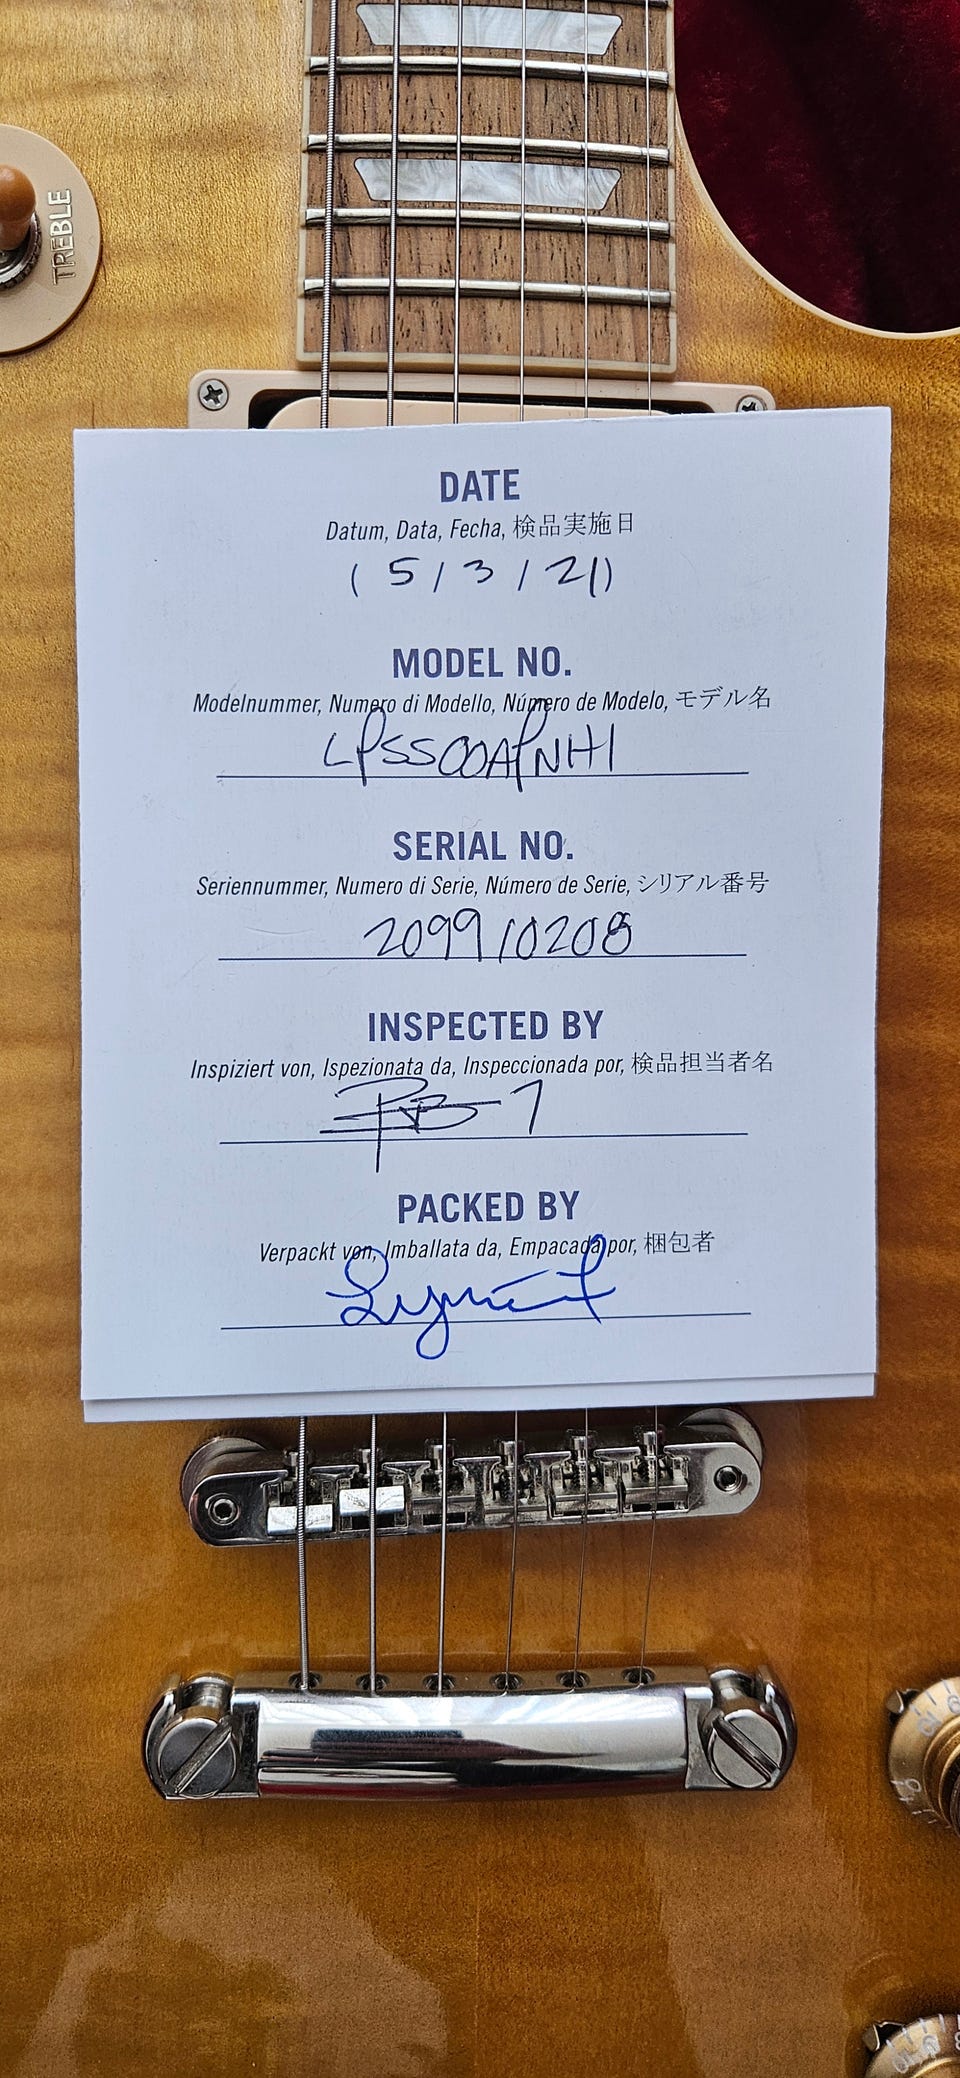 TREBLE
DATE
Datum, Data, Fecha, 検品実施日
( 5 / 3 / 21)
MODEL NO.
Modelnummer, Numero di Modello, Número de Modelo, モデル名
LPSS00APNH1
SERIAL NO.
Seriennummer, Numero di Serie, Número de Serie, シリアル番号
209910208
INSPECTED BY
Inspiziert von, Ispezionata da, Inspeccionada por, 検品担当者名
PACKED BY
Verpackt von, Imballata da, Empacada por, 梱包者